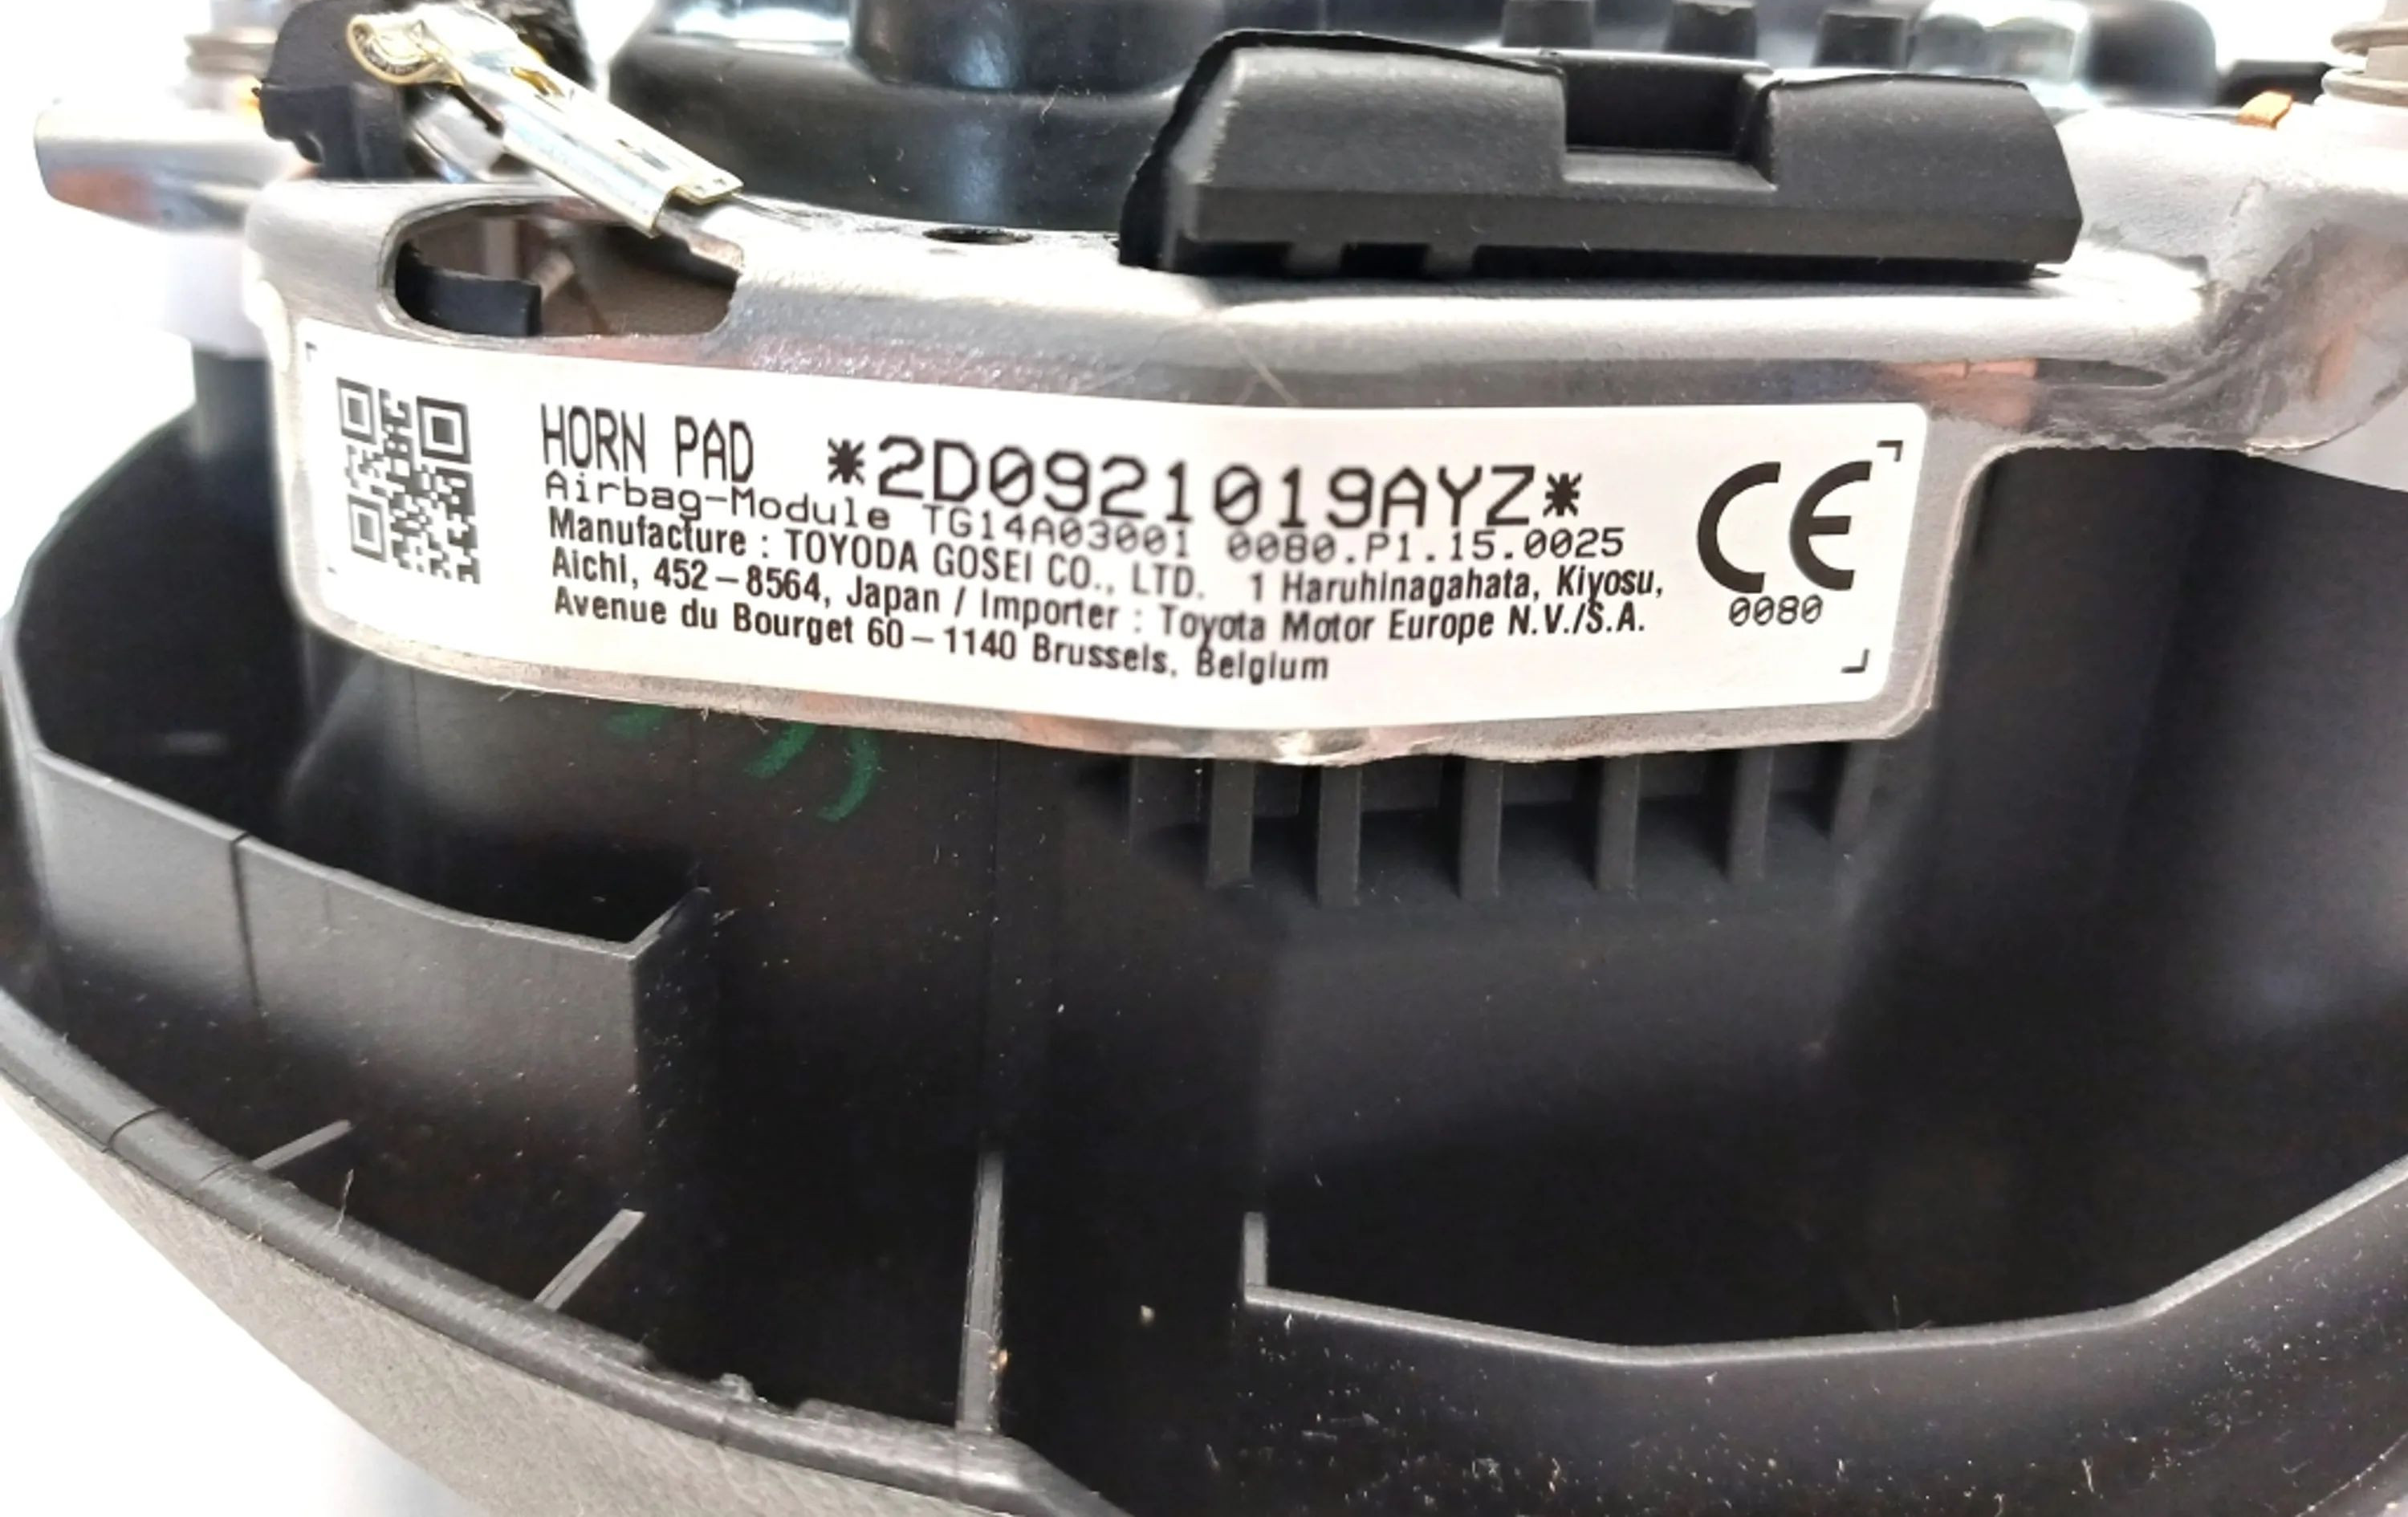 HORN PAD *2D0921019AYZ*
Airbag-Module TG14A03001 0080.P1.15.0025
Manufacture : TOYODA GOSEI CO., LTD. 1 Haruhinagahata, Kiyosu,
Aichi, 452-8564, Japan / Importer : Toyota Motor Europe N.V./S.A.
Avenue du Bourget 60-1140 Brussels, Belgium
CE
0080